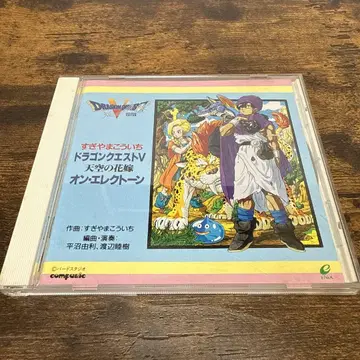 DRAGON QUEST
V
すぎやまこういち
ドラゴンクエストV
天空の花嫁
オン・エレクトーン
作曲:すぎやまこういち
編曲・演奏:
平沼由利、渡辺睦樹
©バードスタジオ